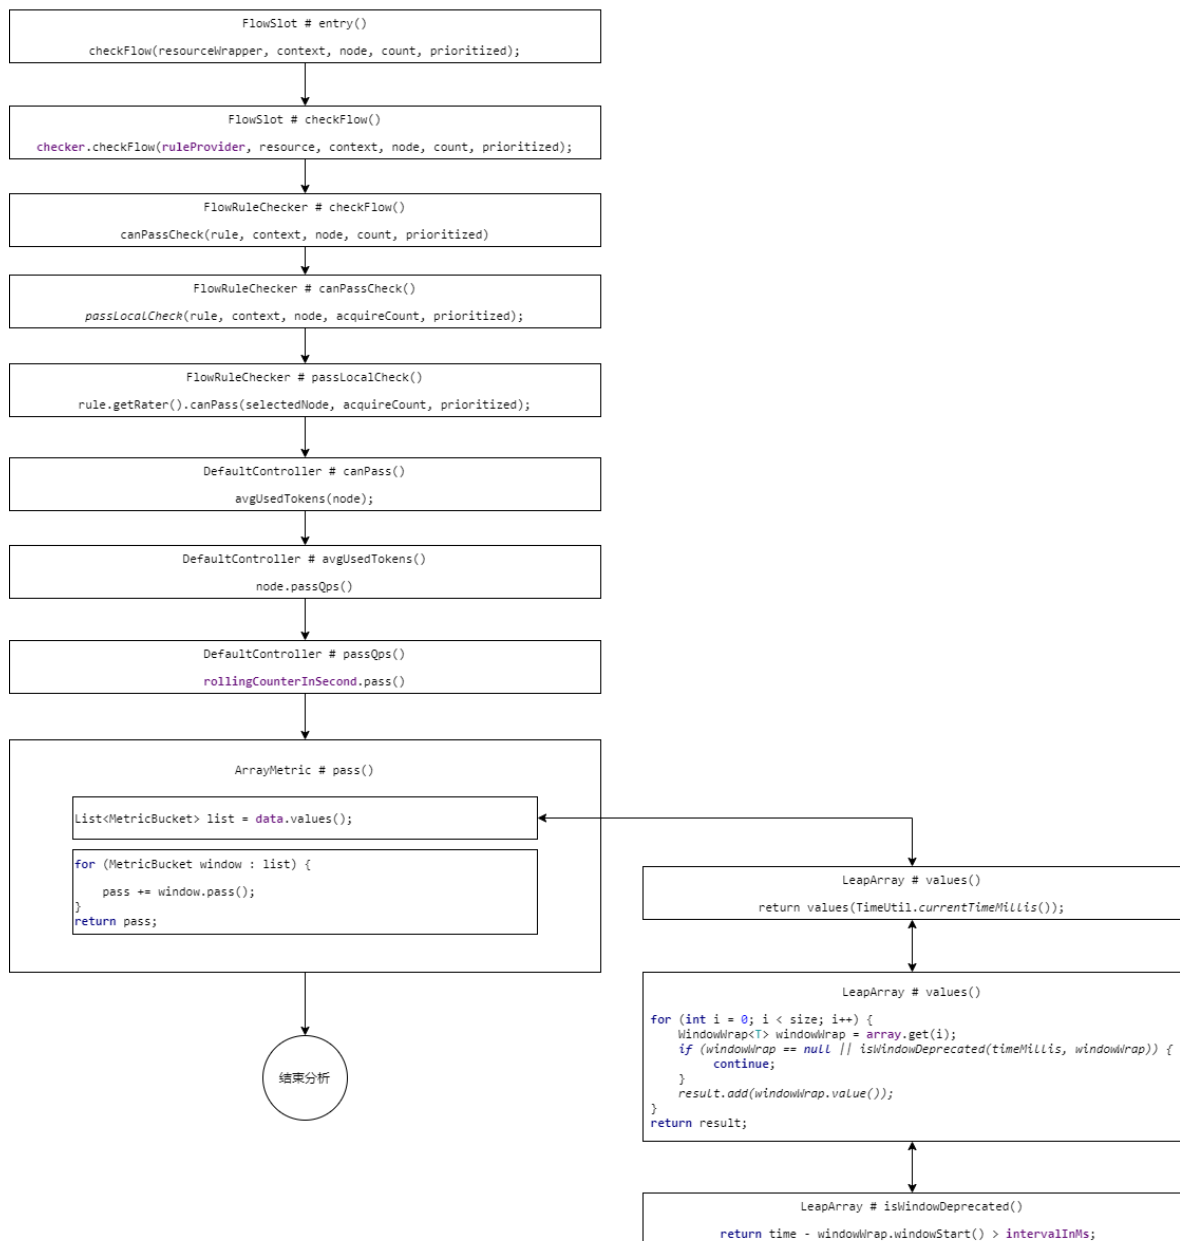 FlowSlot # entry()
checkFlow(resourceWrapper, context, node, count, prioritized);
FlowSlot # checkFlow()
checker.checkFlow(ruleProvider, resource, context, node, count, prioritized);
FlowRuleChecker # checkFlow()
canPassCheck(rule, context, node, count, prioritized)
FlowRuleChecker # canPassCheck()
passLocalCheck(rule, context, node, acquireCount, prioritized);
FlowRuleChecker # passLocalCheck()
rule.getRater().canPass(selectedNode, acquireCount, prioritized);
DefaultController # canPass()
avgUsedTokens(node);
DefaultController # avgUsedTokens()
node.passQps()
DefaultController # passQps()
rollingCounterInSecond.pass()
ArrayMetric # pass()
List<MetricBucket> list = data.values();
for (MetricBucket window : list) {
pass += window.pass();
}
return pass;
结束分析
LeapArray # values()
return values(TimeUtil.currentTimeMillis());
LeapArray # values()
for (int i = 0; i < size; i++) {
WindowWrap<T> windowWrap = array.get(i);
if (windowWrap == null || isWindowDeprecated(timeMillis, windowWrap)) {
continue;
}
result.add(windowWrap.value());
}
return result;
LeapArray # isWindowDeprecated()
return time - windowWrap.windowStart() > intervalInMs;